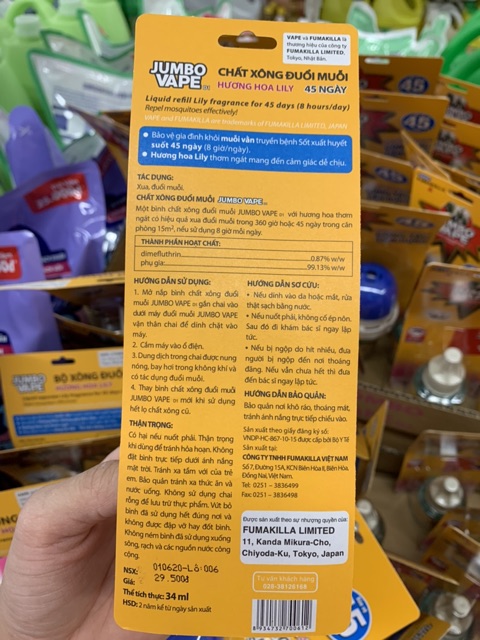 JUMBO
VAPE
VAPE và FUMAKILLA là
thương hiệu của công ty
FUMAKILLA LIMITED,
Tokyo, Nhật Bản.
CHẤT XÔNG ĐUỔI MUỖI
HƯƠNG HOA LILY 45 NGÀY
Liquid refill Lily fragrance for 45 days (8 hours/day)
Repel mosquitoes effectively!
VAPE and FUMAKILLA are trademarks of FUMAKILLA LIMITED, JAPAN
• Bảo vệ gia đình khỏi muỗi vằn truyền bệnh Sốt xuất huyết
suốt 45 ngày (8 giờ/ngày).
• Hương hoa Lily thơm ngát mang đến cảm giác dễ chịu.
TÁC DỤNG:
Xua, đuổi muỗi.
CHẤT XÔNG ĐUỔI MUỖI JUMBO VAPE
Một bình chất xông đuổi muỗi JUMBO VAPE với hương hoa thơm
ngát có hiệu quả xua đuổi muỗi trong 360 giờ hoặc 45 ngày trong căn
phòng 15m², nếu sử dụng 8 giờ mỗi ngày.
THÀNH PHẦN HOẠT CHẤT:
dimefluthrin 0.87% w/w
phụ gia: 99.13% w/w
HƯỚNG DẪN SỬ DỤNG:
1. Mở nắp bình chất xông đuổi
muỗi JUMBO VAPE gắn chai vào
dưới máy đuổi muỗi JUMBO VAPE
vặn thân chai để dính chặt vào
máy.
2. Cắm máy vào ổ điện.
3. Dung dịch trong chai được nung
nóng, bay hơi trong không khí và
có tác dụng đuổi muỗi.
4. Thay bình chất xông đuổi muỗi
JUMBO VAPE mới khi sử dụng
hết lọ chất xông cũ.
THẬN TRỌNG:
Có hại nếu nuốt phải. Thận trọng
khi dùng để tránh hỏa hoạn. Không
đặt bình trực tiếp dưới ánh nắng
mặt trời. Tránh xa tầm với của trẻ
em. Bảo quản tránh xa thức ăn và
nước uống. Không sử dụng chai
rỗng để lưu trữ thực phẩm. Vứt bỏ
bình đã sử dụng hết đúng nơi và
không được đập vỡ hay đốt bình.
Không ném bình đã sử dụng xuống
sông, rạch và các nguồn nước công
cộng.
HƯỚNG DẪN SƠ CỨU:
• Nếu dính vào da hoặc mắt, rửa
thật sạch bằng nước.
• Nếu nuốt phải, không cố ép nôn.
Sau đó đi khám bác sĩ ngay lập
tức.
• Nếu bị ngộp do hít nhiều, đưa
người bị ngộp đến nơi thoáng
đãng. Nếu vẫn chưa hết thì đưa
đến bác sĩ ngay lập tức.
HƯỚNG DẪN BẢO QUẢN:
Bảo quản nơi khô ráo, thoáng mát,
tránh ánh nắng trực tiếp chiếu vào.
Sản xuất theo giấy đăng ký số:
VNDP-HC-867-10-15 được cấp bởi Bộ Y Tế
Sản xuất tại:
CÔNG TY TNHH FUMAKILLA VIỆT NAM
Số 7, Đường 15A, KCN Biên Hòa II, Biên Hòa,
Đồng Nai, Việt Nam.
Tel: 0251 – 3836499
Fax: 0251 – 3836498
Được sản xuất theo sự nhượng quyền của:
FUMAKILLA LIMITED
11, Kanda Mikura-Cho,
Chiyoda-Ku, Tokyo, Japan
NSX: 010620-L8 006
Giá: 29.500đ
Thể tích thực: 34 ml
HSD: 2 năm kể từ ngày sản xuất
Tư vấn khách hàng
028-38126168
8 934732 700612
45
45
JUMBO
VAPE
BỘ XÔNG ĐUỔI
HƯƠNG HOA LILY